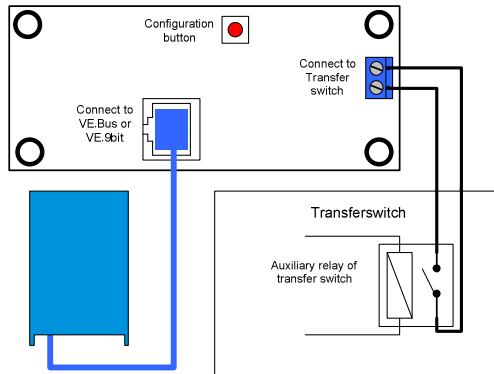 Configuration
button
Connect to
Transfer
switch
Connect to
VE.Bus or
VE.9bit
Transferswitch
Auxiliary relay of
transfer switch